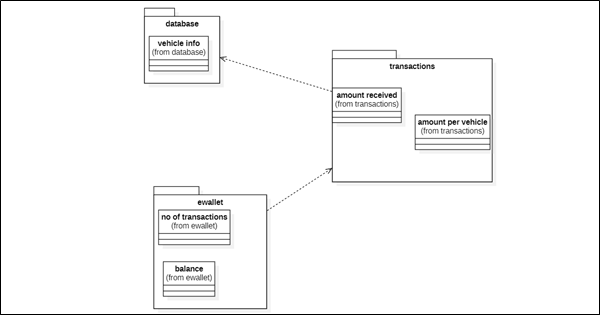 database
vehicle info
(from database)
transactions
amount received
(from transactions)
amount per vehicle
(from transactions)
ewallet
no of transactions
(from ewallet)
balance
(from ewallet)